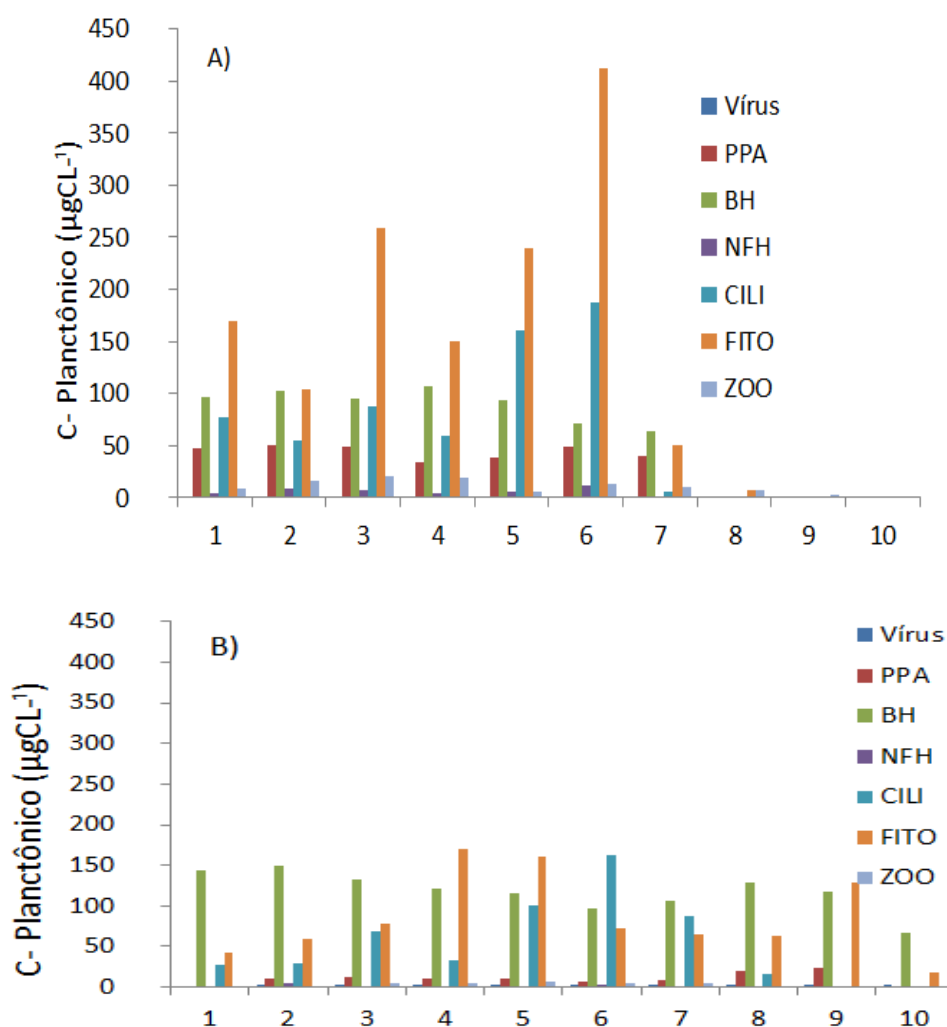 A)
C- Planctônico (µgCL-¹)
450
400
350
300
250
200
150
100
50
0
1 2 3 4 5 6 7 8 9 10
Vírus
PPA
BH
NFH
CILI
FITO
ZOO
B)
C- Planctônico (µgCL-¹)
450
400
350
300
250
200
150
100
50
0
1 2 3 4 5 6 7 8 9 10
Vírus
PPA
BH
NFH
CILI
FITO
ZOO